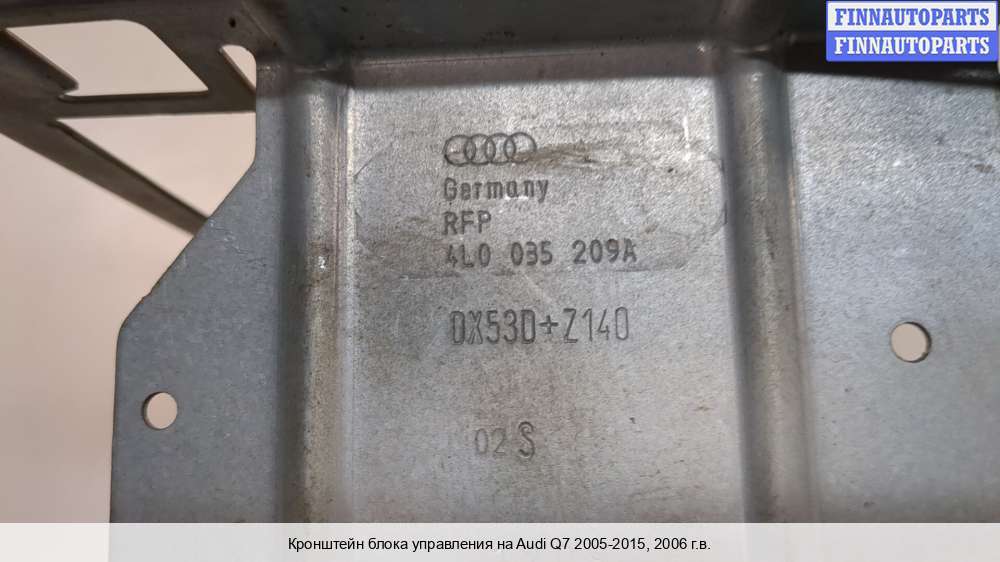 FINNAUTOPARTS
FINNAUTOPARTS
Germany
RFP
4L0 035 209A
DX53D+Z140
02 S
Кронштейн блока управления на Audi Q7 2005-2015, 2006 г.в.